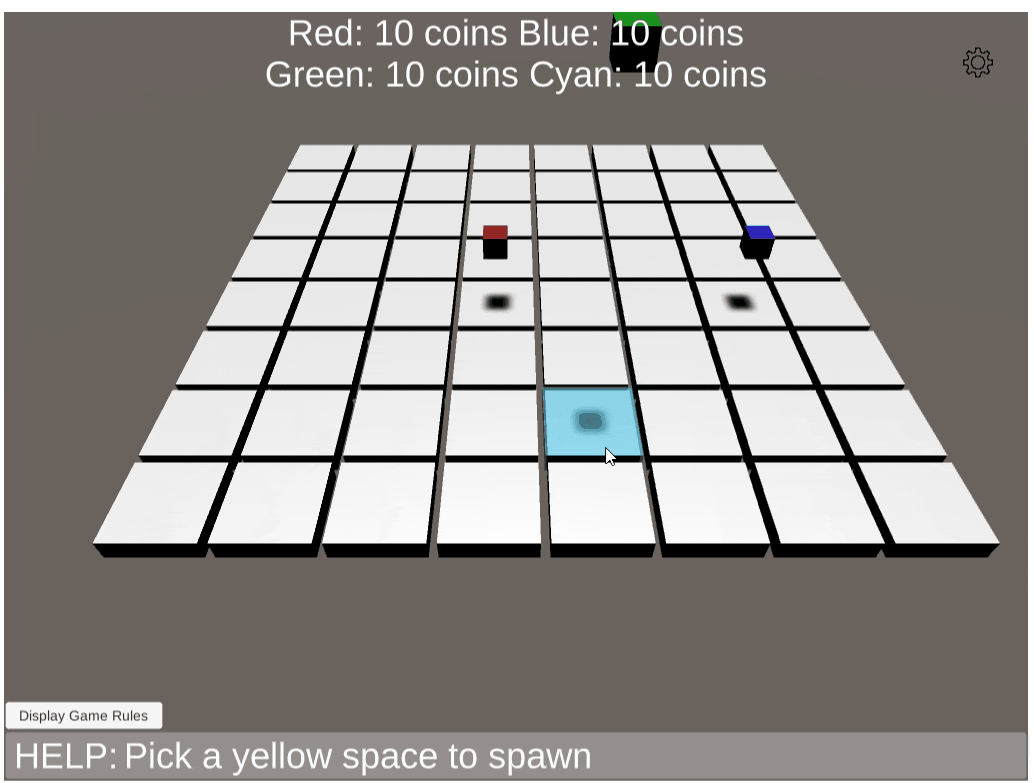 Red: 10 coins Blue: 10 coins
Green: 10 coins Cyan: 10 coins
Display Game Rules
HELP: Pick a yellow space to spawn